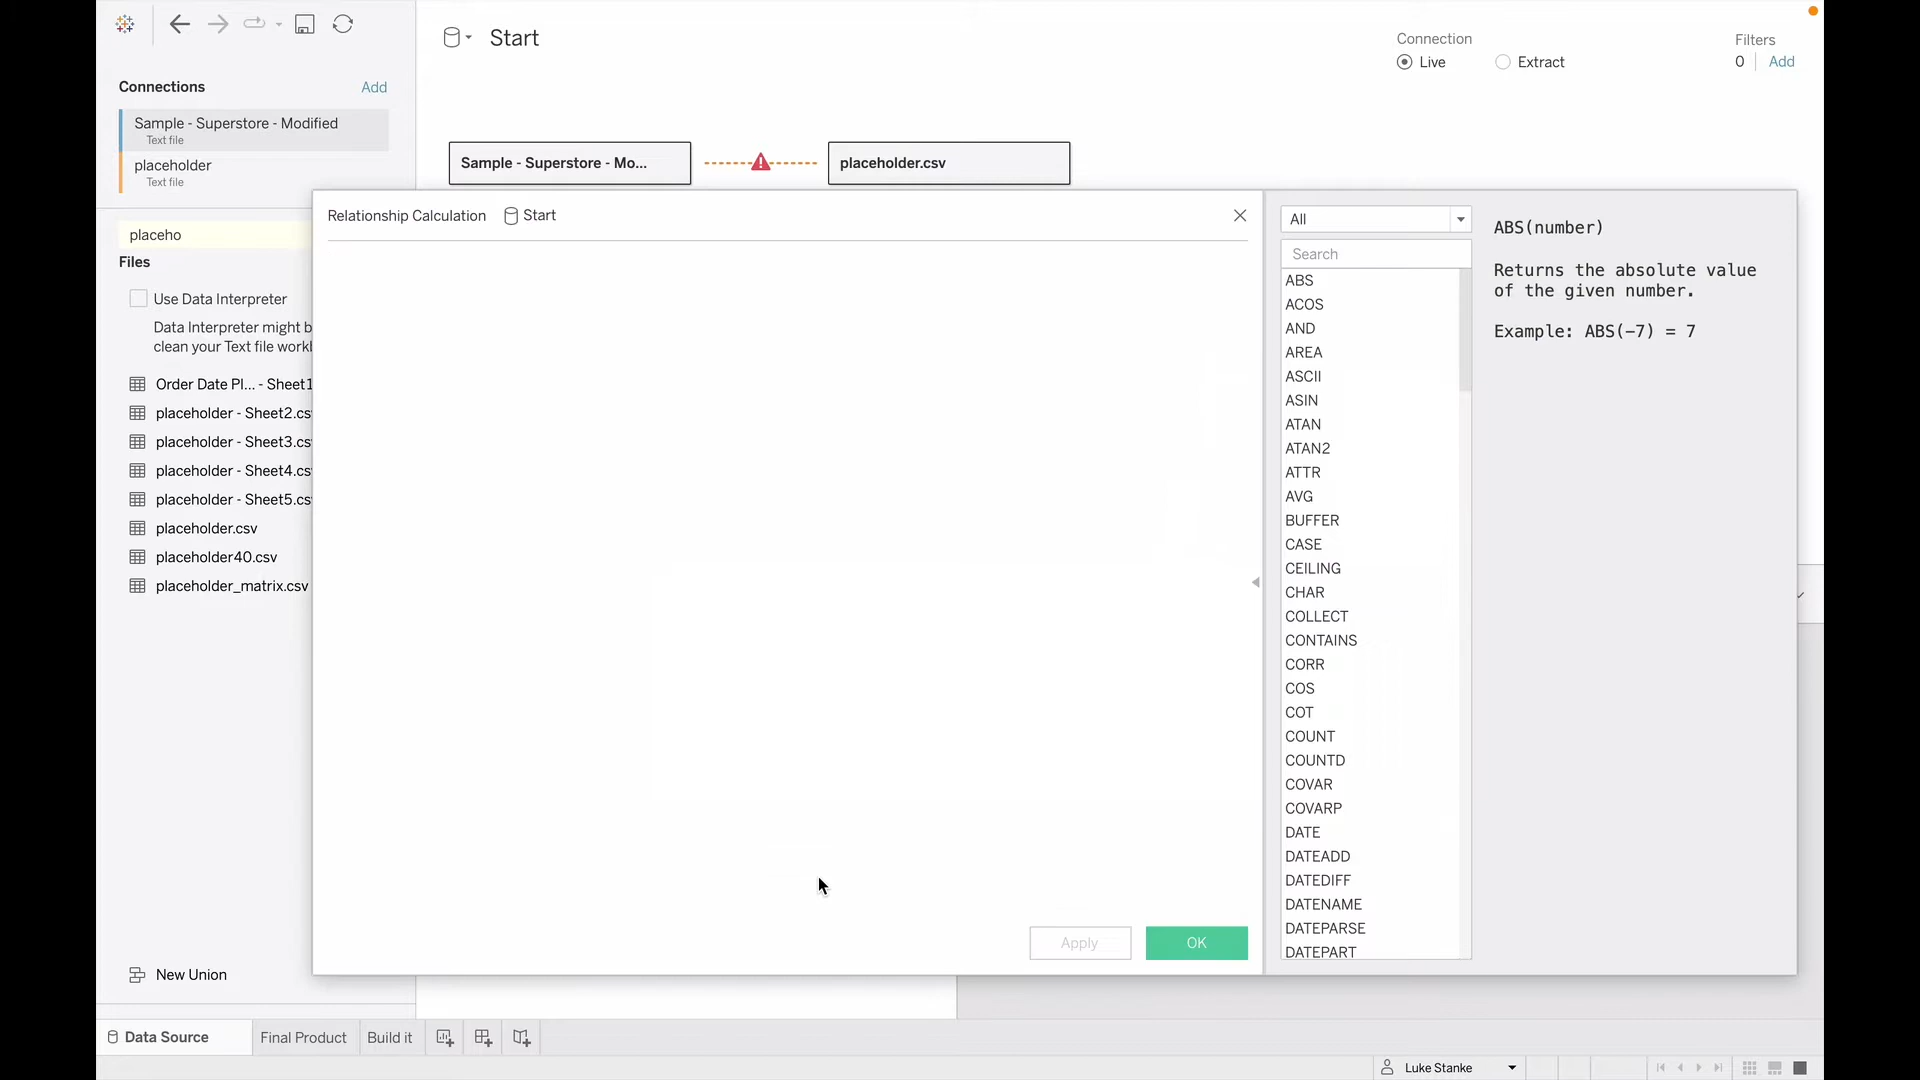 Start
Connection
Live
Extract
Filters
0
Add
Connections
Add
Sample - Superstore - Modified
Text file
placeholder
Text file
Sample - Superstore - Mo...
placeholder.csv
placeho
Files
Use Data Interpreter
Data Interpreter might b
clean your Text file workb
Order Date Pl... - Sheet1
placeholder - Sheet2.cs
placeholder - Sheet3.cs
placeholder - Sheet4.cs
placeholder - Sheet5.cs
placeholder.csv
placeholder40.csv
placeholder_matrix.csv
New Union
Relationship Calculation
Start
Apply
OK
All
Search
ABS
ACOS
AND
AREA
ASCII
ASIN
ATAN
ATAN2
ATTR
AVG
BUFFER
CASE
CEILING
CHAR
COLLECT
CONTAINS
CORR
COS
COT
COUNT
COUNTD
COVAR
COVARP
DATE
DATEADD
DATEDIFF
DATENAME
DATEPARSE
DATEPART
ABS(number)
Returns the absolute value
of the given number.
Example: ABS(-7) = 7
Data Source
Final Product
Build it
Luke Stanke